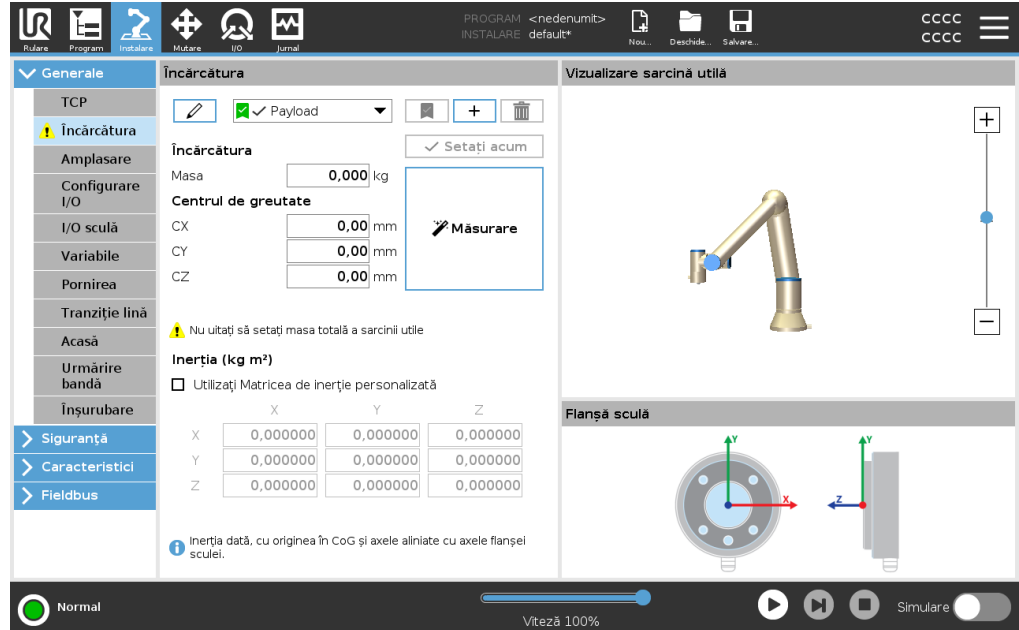 PROGRAM <nedenumit>
INSTALARE default*
Rulare
Program
Instalare
Mutare
I/O
Jurnal
Nou...
Deschide...
Salvare...
CCCC
CCCC
Generale
TCP
Încărcătura
Amplasare
Configurare
I/O
I/O sculă
Variabile
Pornirea
Tranziție lină
Acasă
Urmărire
bandă
Înșurubare
Siguranță
Caracteristici
Fieldbus
Încărcătura
Payload
Setați acum
Încărcătura
Masa 0,000 kg
Centrul de greutate
CX 0,00 mm
CY 0,00 mm
CZ 0,00 mm
Măsurare
Nu uitați să setați masa totală a sarcinii utile
Inerția (kg m²)
Utilizați Matricea de inerție personalizată
X Y Z
X 0,000000 0,000000 0,000000
Y 0,000000 0,000000 0,000000
Z 0,000000 0,000000 0,000000
Inerția dată, cu originea în CoG și axele aliniate cu axele flanșei
sculei.
Vizualizare sarcină utilă
Flanșă sculă
Y
X
Y
Z
Normal
Viteză 100%
Simulare